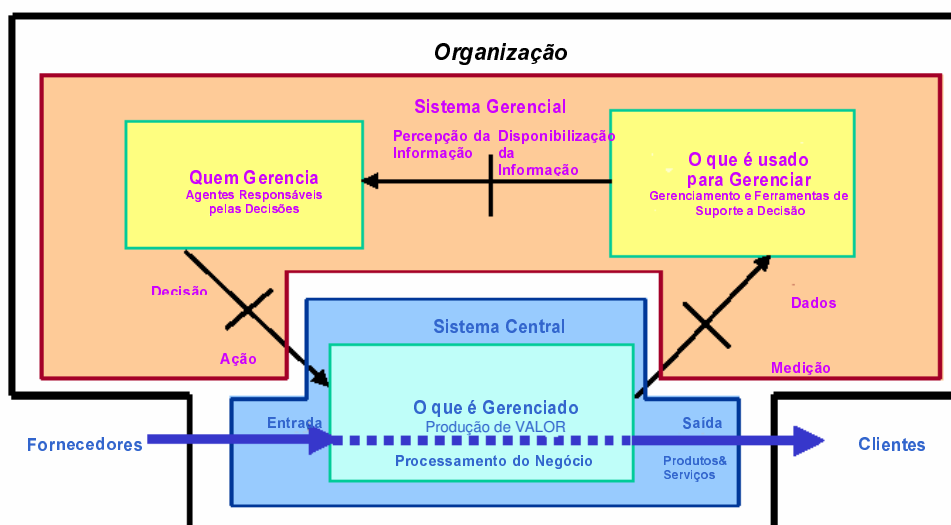 Organização
Sistema Gerencial
Percepção da
Informação
Disponibilização
da
Informação
Quem Gerencia
Agentes Responsáveis
pelas Decisões
O que é usado
para Gerenciar
Gerenciamento e Ferramentas de
Suporte a Decisão
Decisão
Ação
Dados
Medição
Sistema Central
O que é Gerenciado
Produção de VALOR
Processamento do Negócio
Fornecedores
Entrada
Saída
Produtos&
Serviços
Clientes